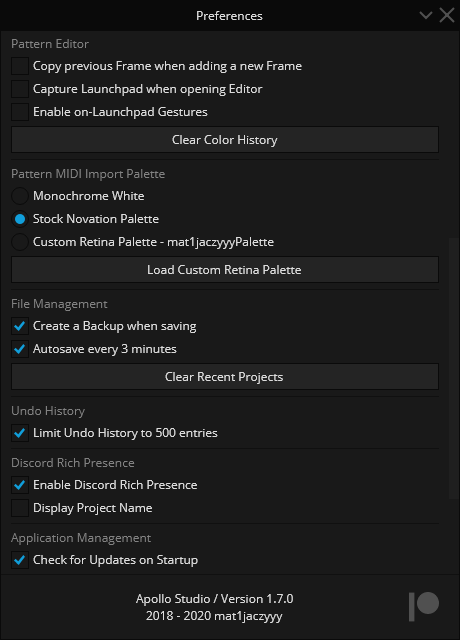 Preferences
Pattern Editor
Copy previous Frame when adding a new Frame
Capture Launchpad when opening Editor
Enable on-Launchpad Gestures
Clear Color History
Pattern MIDI Import Palette
Monochrome White
Stock Novation Palette
Custom Retina Palette - mat1jaczyyyPalette
Load Custom Retina Palette
File Management
Create a Backup when saving
Autosave every 3 minutes
Clear Recent Projects
Undo History
Limit Undo History to 500 entries
Discord Rich Presence
Enable Discord Rich Presence
Display Project Name
Application Management
Check for Updates on Startup
Apollo Studio / Version 1.7.0
2018 - 2020 mat1jaczyyy